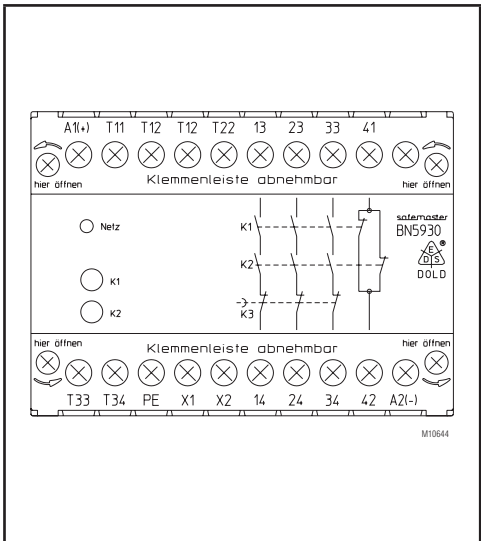 A1(+) T11 T12 T12 T22 13 23 33 41
hier öffnen Klemmenleiste abnehmbar hier öffnen
Netz
K1
K2
K1
K2
K3
safemaster
BN5930
E
D S
®
DOLD
hier öffnen Klemmenleiste abnehmbar hier öffnen
T33 T34 PE X1 X2 14 24 34 42 A2(-)
M10644